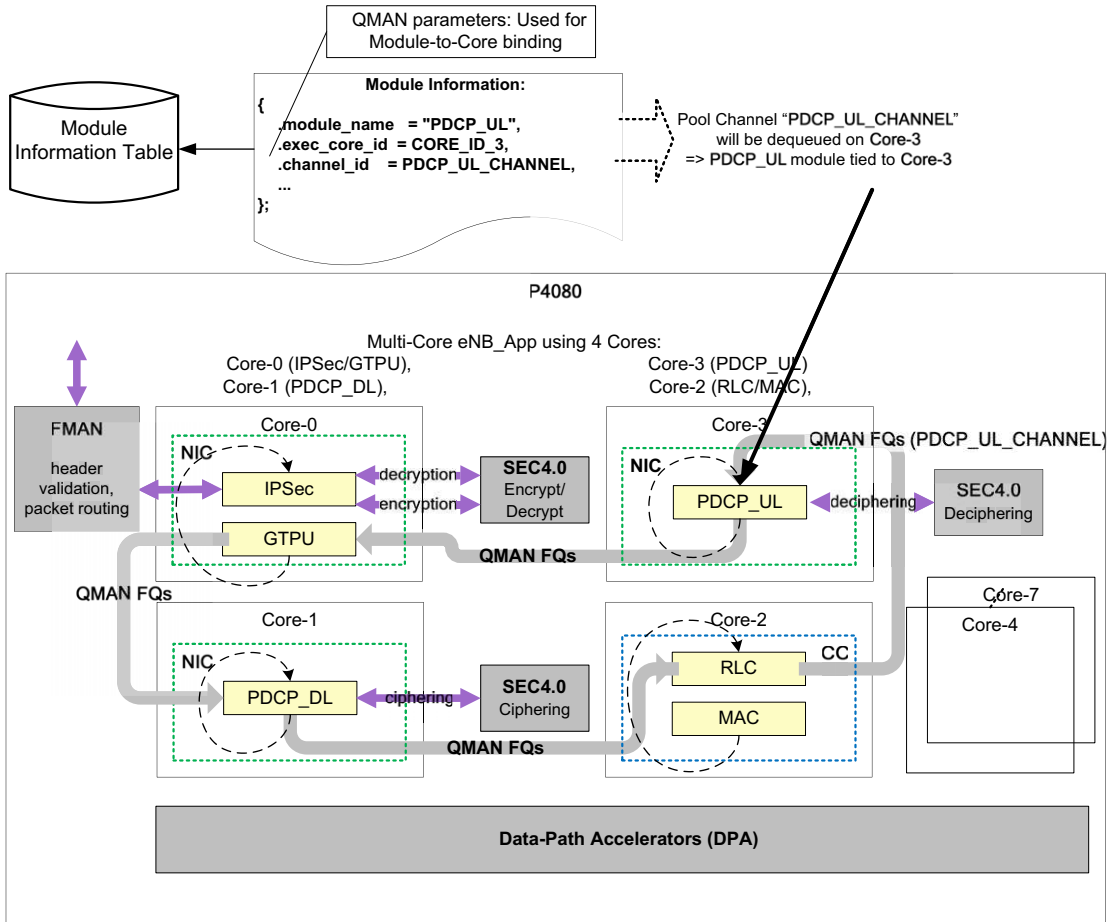 QMAN parameters: Used for
Module-to-Core binding
Module
Information Table
Module Information:
{
.module_name = "PDCP_UL",
.exec_core_id = CORE_ID_3,
.channel_id = PDCP_UL_CHANNEL,
...
};
Pool Channel “PDCP_UL_CHANNEL”
will be dequeued on Core-3
=> PDCP_UL module tied to Core-3
P4080
Multi-Core eNB_App using 4 Cores:
Core-0 (IPSec/GTPU),
Core-1 (PDCP_DL),
Core-3 (PDCP_UL)
Core-2 (RLC/MAC),
FMAN
header
validation,
packet routing
Core-0
NIC
IPSec
GTPU
decryption
encryption
SEC4.0
Encrypt/
Decrypt
Core-3
QMAN FQs (PDCP_UL_CHANNEL)
NIC
PDCP_UL
deciphering
SEC4.0
Deciphering
QMAN FQs
QMAN FQs
Core-1
NIC
PDCP_DL
ciphering
SEC4.0
Ciphering
QMAN FQs
Core-2
CC
RLC
MAC
Core-7
Core-4
Data-Path Accelerators (DPA)